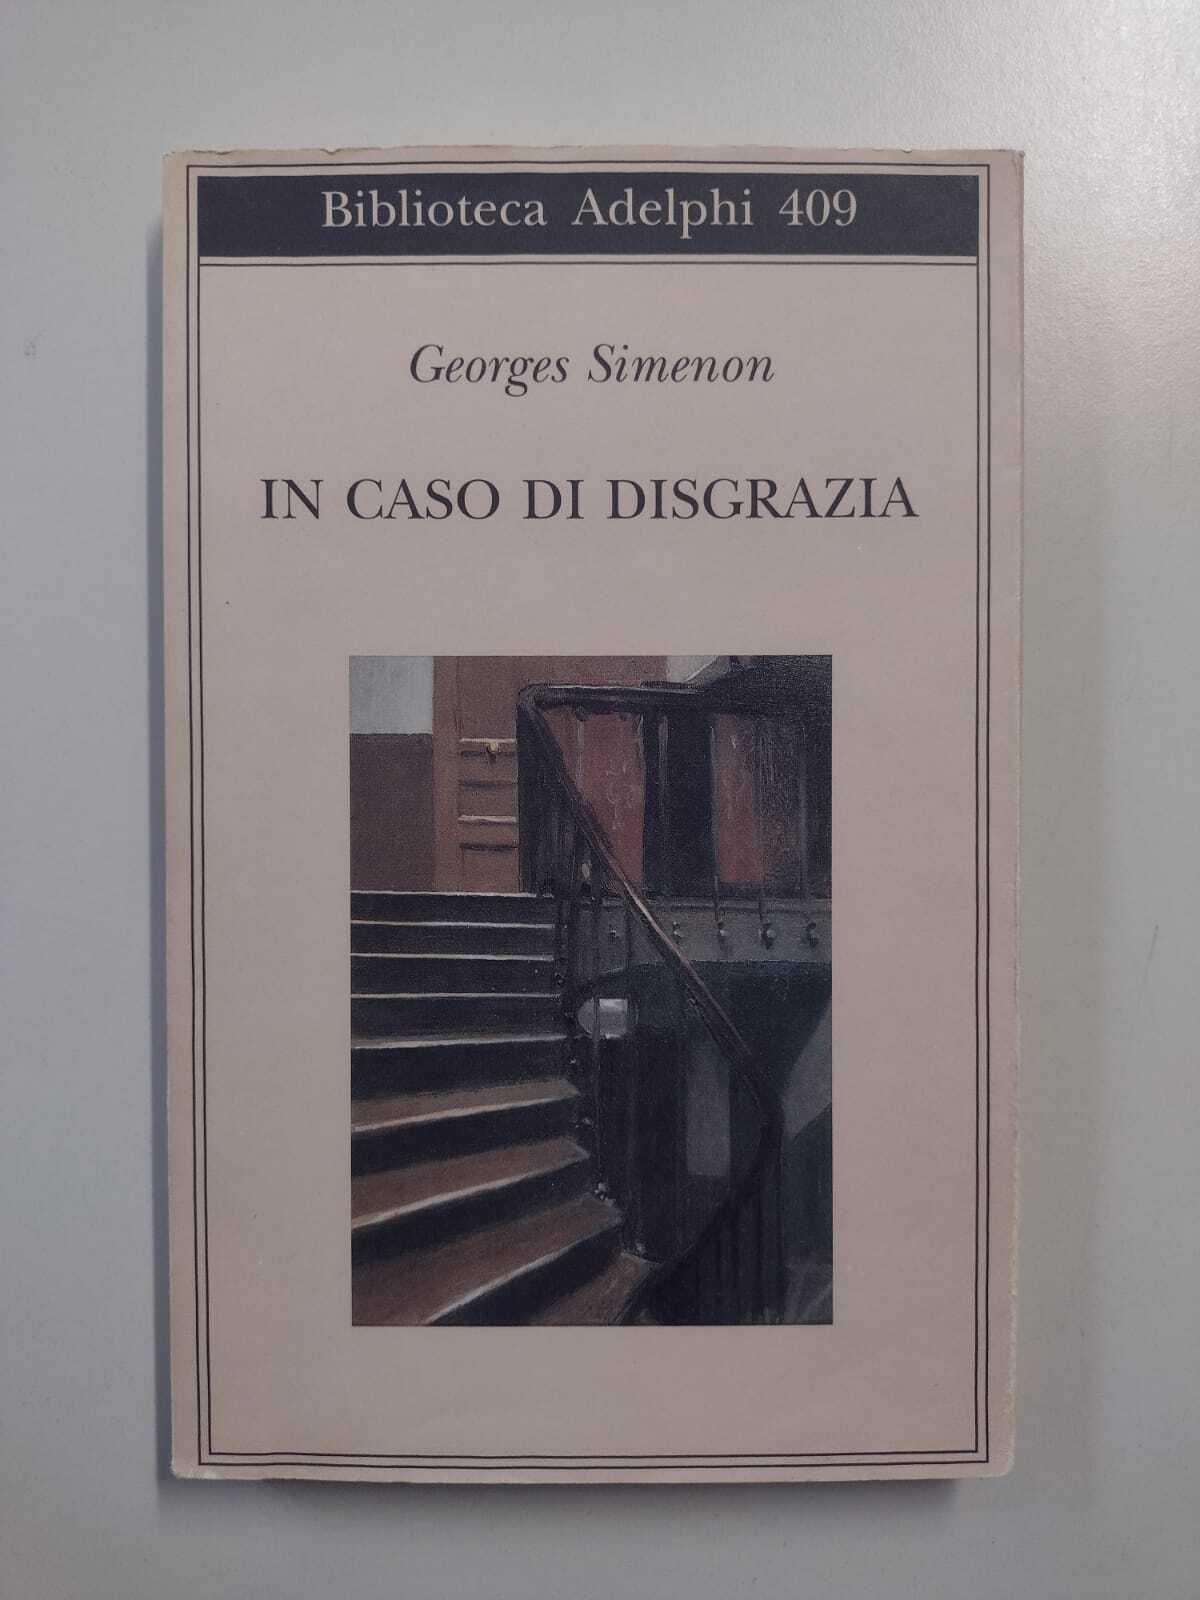 Biblioteca Adelphi 409
Georges Simenon
IN CASO DI DISGRAZIA